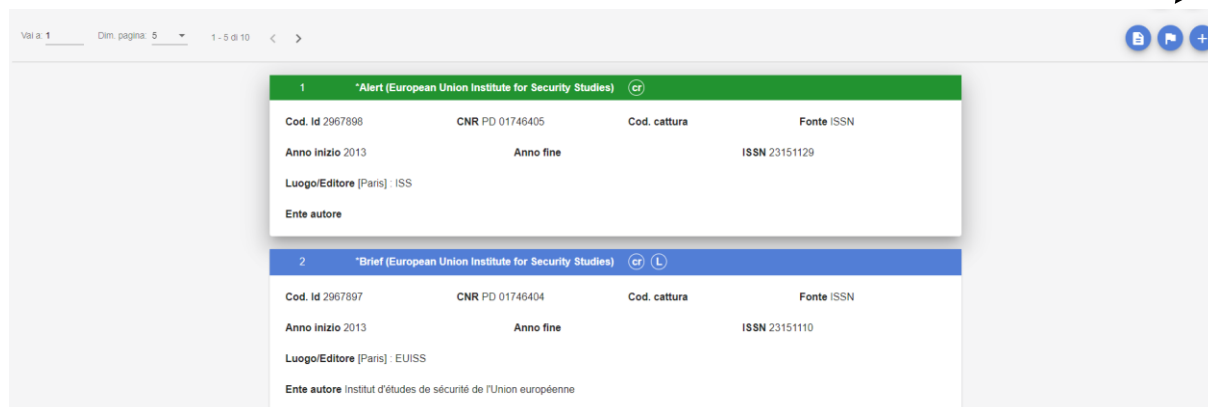 Vai a: 1 Dim. pagina: 5 1 - 5 di 10 < >
1 *Alert (European Union Institute for Security Studies) cr
Cod. Id 2967898 CNR PD 01746405 Cod. cattura Fonte ISSN
Anno inizio 2013 Anno fine ISSN 23151129
Luogo/Editore [Paris] : ISS
Ente autore
2 *Brief (European Union Institute for Security Studies) cr L
Cod. Id 2967897 CNR PD 01746404 Cod. cattura Fonte ISSN
Anno inizio 2013 Anno fine ISSN 23151110
Luogo/Editore [Paris] : EUISS
Ente autore Institut d'études de sécurité de l'Union européenne